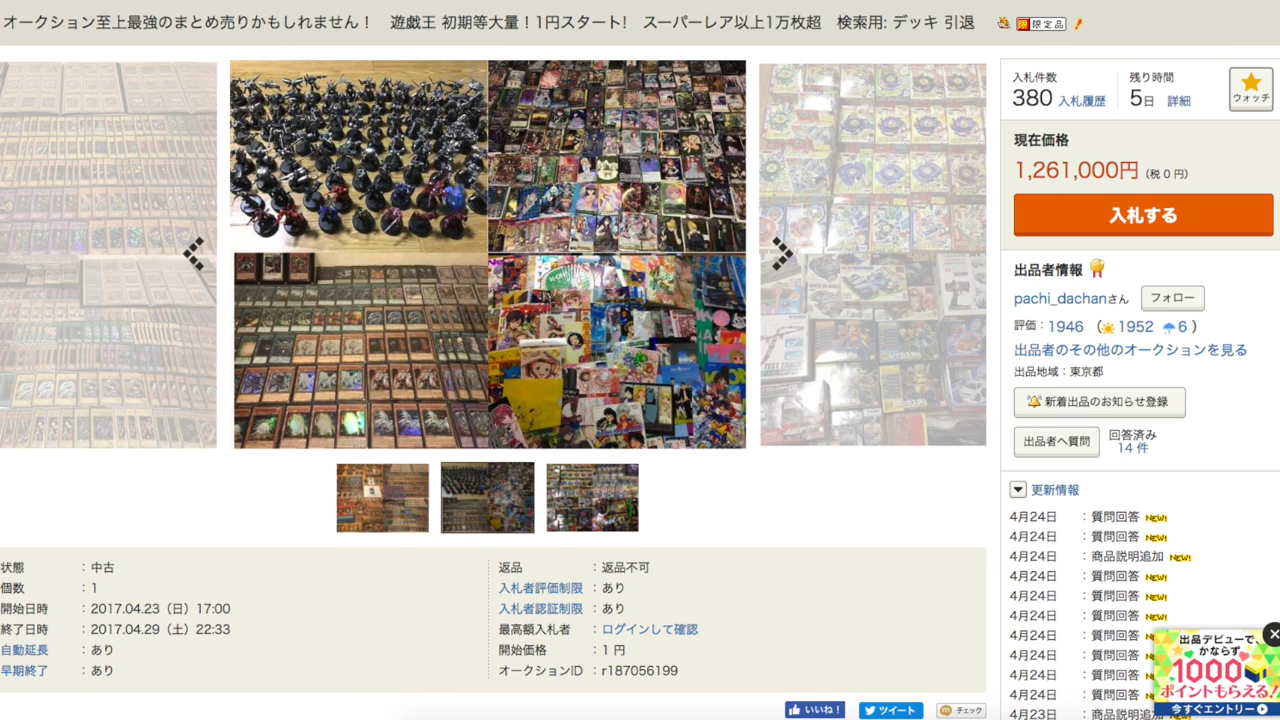 オークション至上最強のまとめ売りかもしれません！　遊戯王 初期等大量！1円スタート!　スーパーレア以上1万枚超　検索用: デッキ 引退
限 限定品
入札件数
380 入札履歴
残り時間
5日 詳細
ウォッチ
現在価格
1,261,000円 (税 0 円)
入札する
出品者情報
pachi_dachanさん
フォロー
評価：1946 ( 1952 6 )
出品者のその他のオークションを見る
出品地域：東京都
新着出品のお知らせ登録
出品者へ質問
回答済み
14 件
更新情報
4月24日 ：質問回答 NEW!
4月24日 ：質問回答 NEW!
4月24日 ：商品説明追加 NEW!
4月24日 ：質問回答 NEW!
4月24日 ：質問回答 NEW!
4月24日 ：質問回答 NEW!
4月24日 ：質問回答
4月24日 ：質問回答
4月24日 ：質問回答
4月24日 ：質問回答
4月23日 ：商品説明追加
出品デビューで、
かならず
1000
ポイントもらえる!
今すぐエントリー
状態 ：中古
個数 ：1
開始日時 ：2017.04.23（日）17:00
終了日時 ：2017.04.29（土）22:33
自動延長 ：あり
早期終了 ：あり
返品 ：返品不可
入札者評価制限 ：あり
入札者認証制限 ：あり
最高額入札者 ：ログインして確認
開始価格 ：1 円
オークションID ：r187056199
いいね！
ツイート
チェック
TEST TRACK